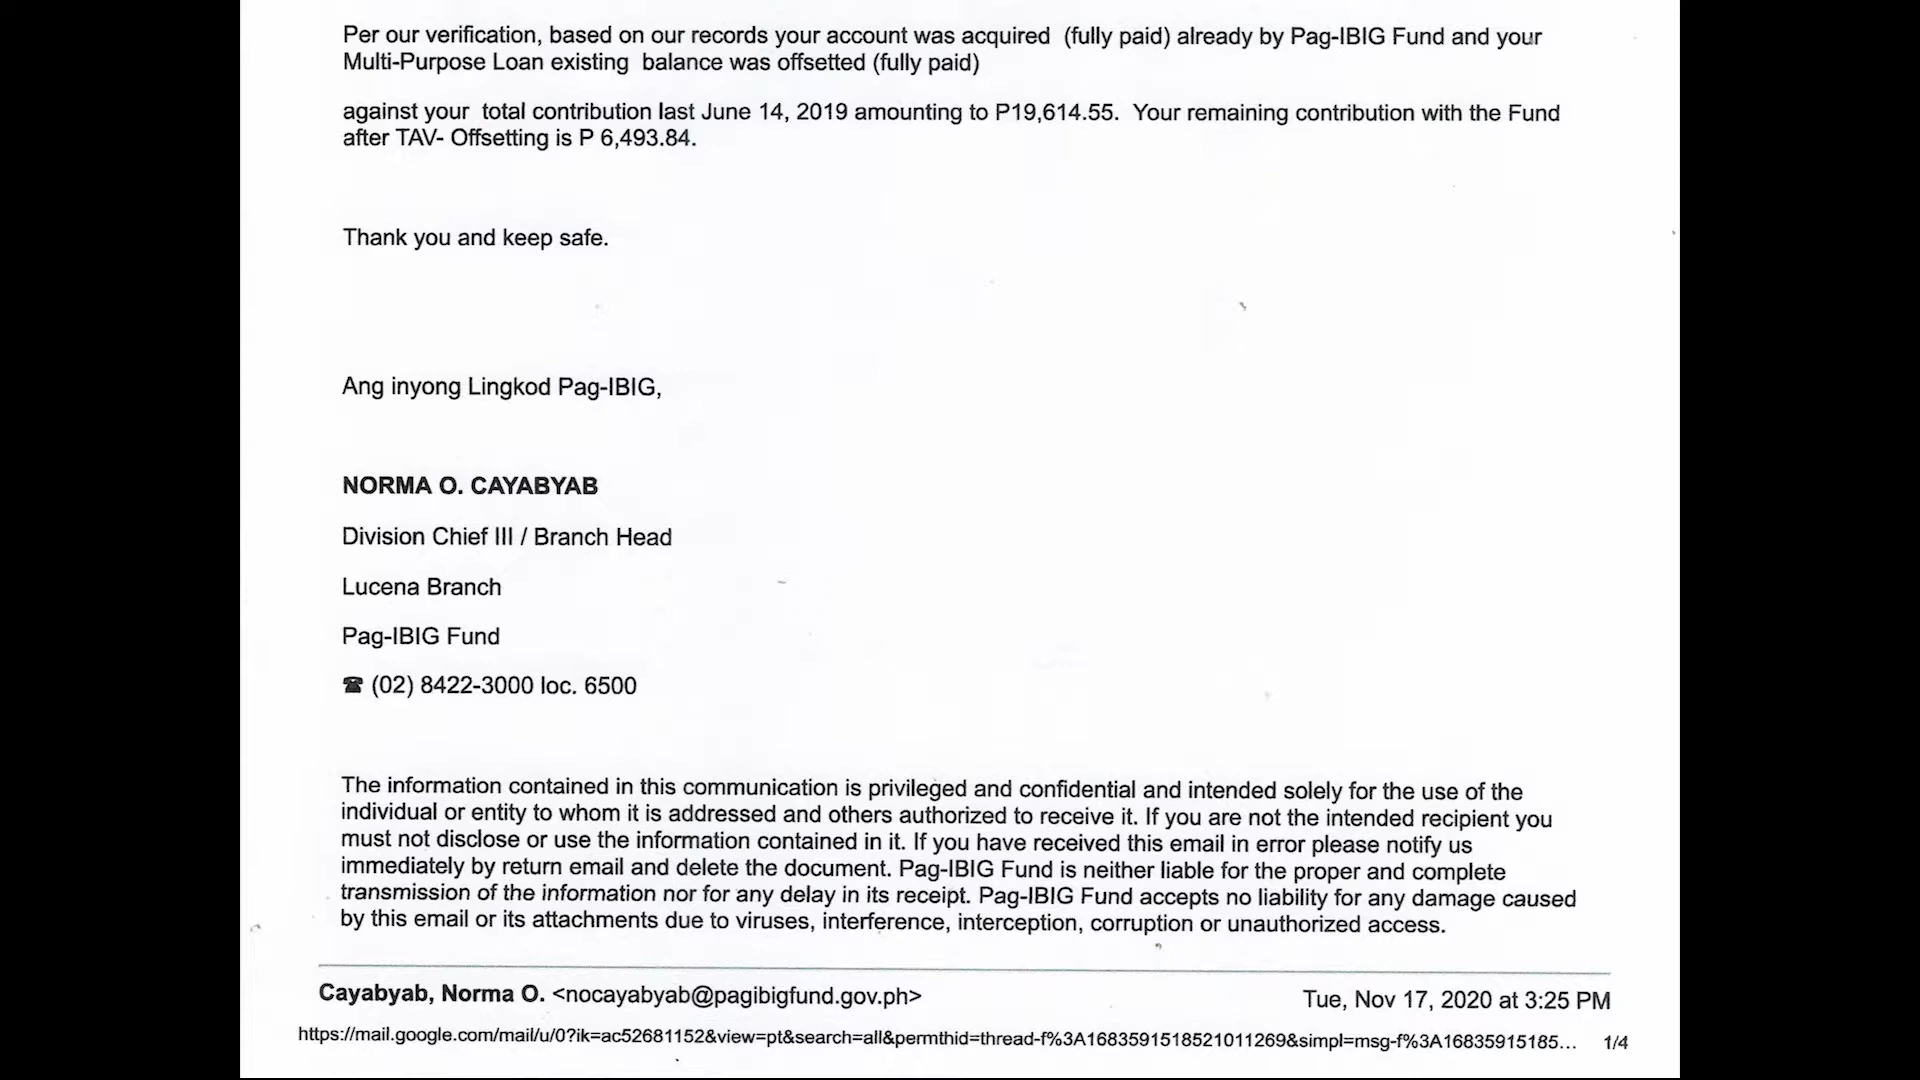 Per our verification, based on our records your account was acquired (fully paid) already by Pag-IBIG Fund and your
Multi-Purpose Loan existing balance was offsetted (fully paid)
against your total contribution last June 14, 2019 amounting to P19,614.55. Your remaining contribution with the Fund
after TAV- Offsetting is P 6,493.84.
Thank you and keep safe.
Ang inyong Lingkod Pag-IBIG,
NORMA O. CAYABYAB
Division Chief III / Branch Head
Lucena Branch
Pag-IBIG Fund
☎ (02) 8422-3000 loc. 6500
The information contained in this communication is privileged and confidential and intended solely for the use of the
individual or entity to whom it is addressed and others authorized to receive it. If you are not the intended recipient you
must not disclose or use the information contained in it. If you have received this email in error please notify us
immediately by return email and delete the document. Pag-IBIG Fund is neither liable for the proper and complete
transmission of the information nor for any delay in its receipt. Pag-IBIG Fund accepts no liability for any damage caused
by this email or its attachments due to viruses, interference, interception, corruption or unauthorized access.
Cayabyab, Norma O. <nocayabyab@pagibigfund.gov.ph> Tue, Nov 17, 2020 at 3:25 PM
https://mail.google.com/mail/u/0?ik=ac52681152&view=pt&search=all&permthid=thread-f%3A1683591518521011269&simpl=msg-f%3A16835915185... 1/4